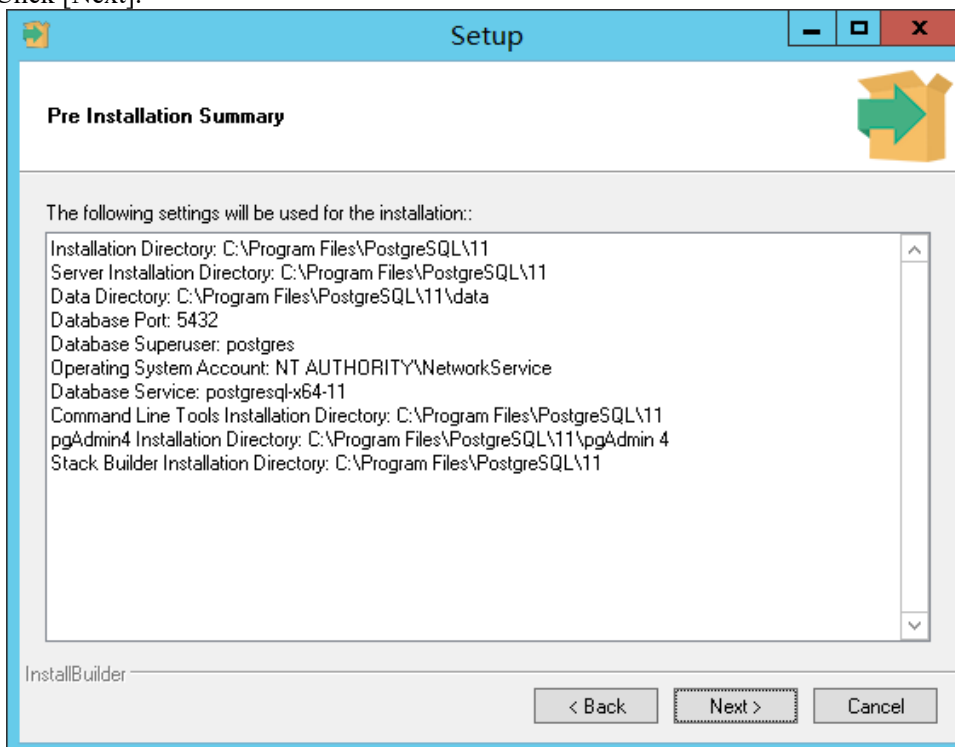 Click [Next].
Setup
Pre Installation Summary
The following settings will be used for the installation::
Installation Directory: C:\Program Files\PostgreSQL\11
Server Installation Directory: C:\Program Files\PostgreSQL\11
Data Directory: C:\Program Files\PostgreSQL\11\data
Database Port: 5432
Database Superuser: postgres
Operating System Account: NT AUTHORITY\NetworkService
Database Service: postgresql-x64-11
Command Line Tools Installation Directory: C:\Program Files\PostgreSQL\11
pgAdmin4 Installation Directory: C:\Program Files\PostgreSQL\11\pgAdmin 4
Stack Builder Installation Directory: C:\Program Files\PostgreSQL\11
InstallBuilder
< Back Next > Cancel